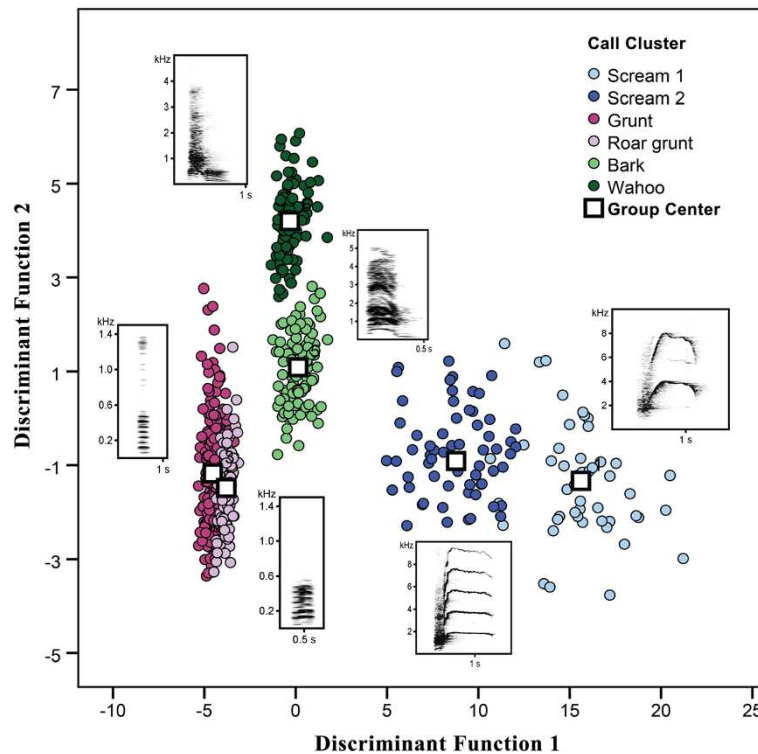 Call Cluster
Scream 1
Scream 2
Grunt
Roar grunt
Bark
Wahoo
Group Center
Discriminant Function 2
7
5
3
1
-1
-3
-5
kHz
4
3
2
1
1 s
kHz
5
4
3
2
1
0.5 s
kHz
1.4
1.0
0.6
0.2
1 s
kHz
8
6
4
2
1 s
kHz
1.4
1.0
0.6
0.2
0.5 s
kHz
8
6
4
2
1 s
-10
-5
0
5
10
15
20
25
Discriminant Function 1